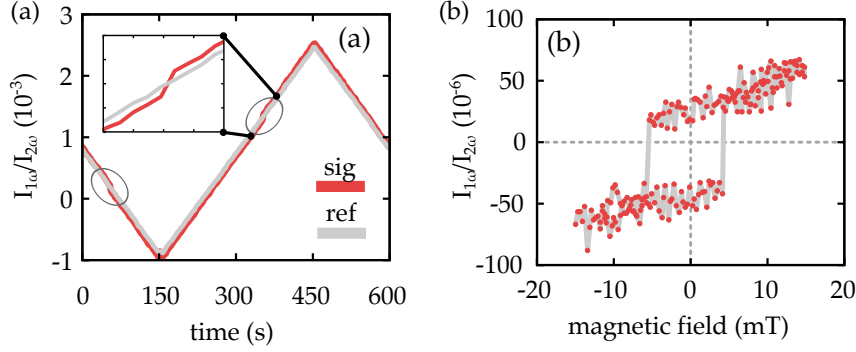 (a)
I1ω/I2ω (10-3)
3
2
1
0
-1
(a)
sig
ref
0
150
300
450
600
time (s)
(b)
I1ω/I2ω (10-6)
100
50
0
-50
-100
(b)
-20
-10
0
10
20
magnetic field (mT)